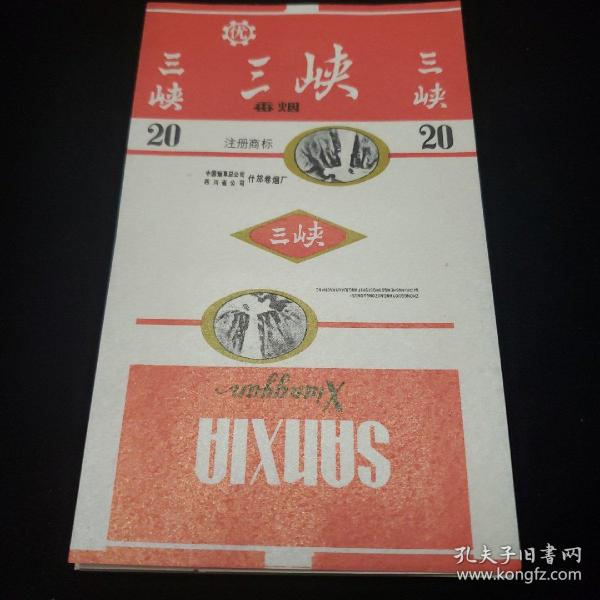 优
三峡
三峡
三峡
香烟
20
20
注册商标
中国烟草总公司
四川省公司
什邡卷烟厂
三峡
Xiangyan
SANXIA
孔夫子旧书网
www.kongfz.com